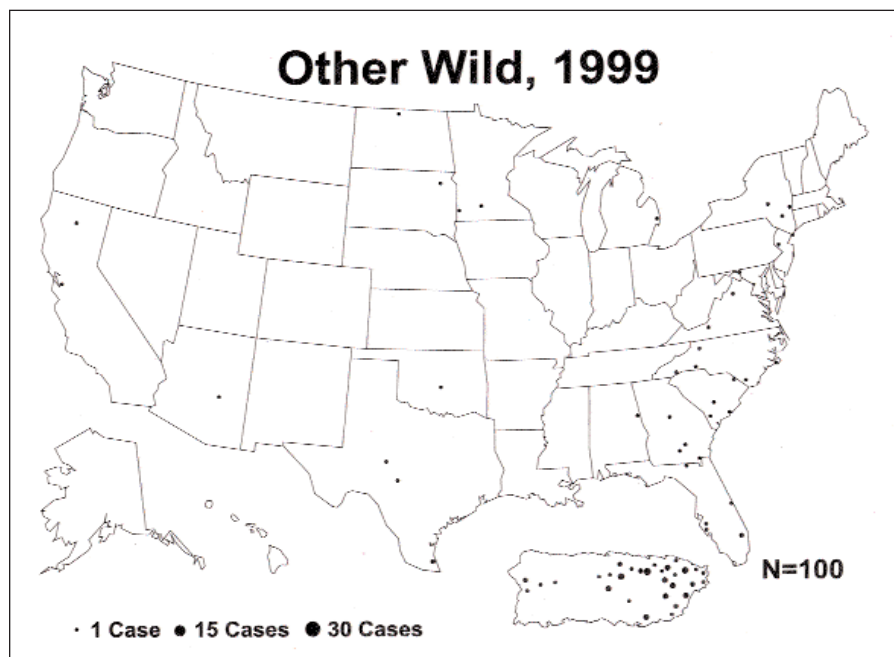 Other Wild, 1999
N=100
· 1 Case • 15 Cases ● 30 Cases